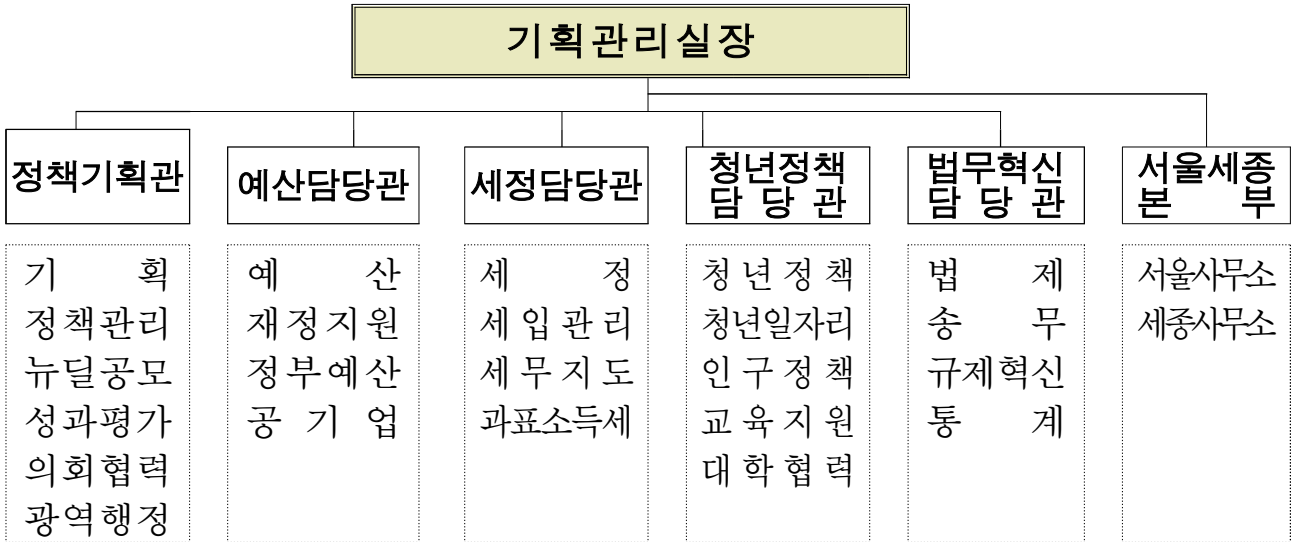 기획관리실장
정책기획관
예산담당관
세정담당관
청년정책
담 당 관
법무혁신
담 당 관
서울세종
본 부
기 획
정책관리
뉴딜공모
성과평가
의회협력
광역행정
예 산
재정지원
정부예산
공 기 업
세 정
세입관리
세무지도
과표소득세
청년정책
청년일자리
인구정책
교육지원
대학협력
법 제
송 무
규제혁신
통 계
서울사무소
세종사무소